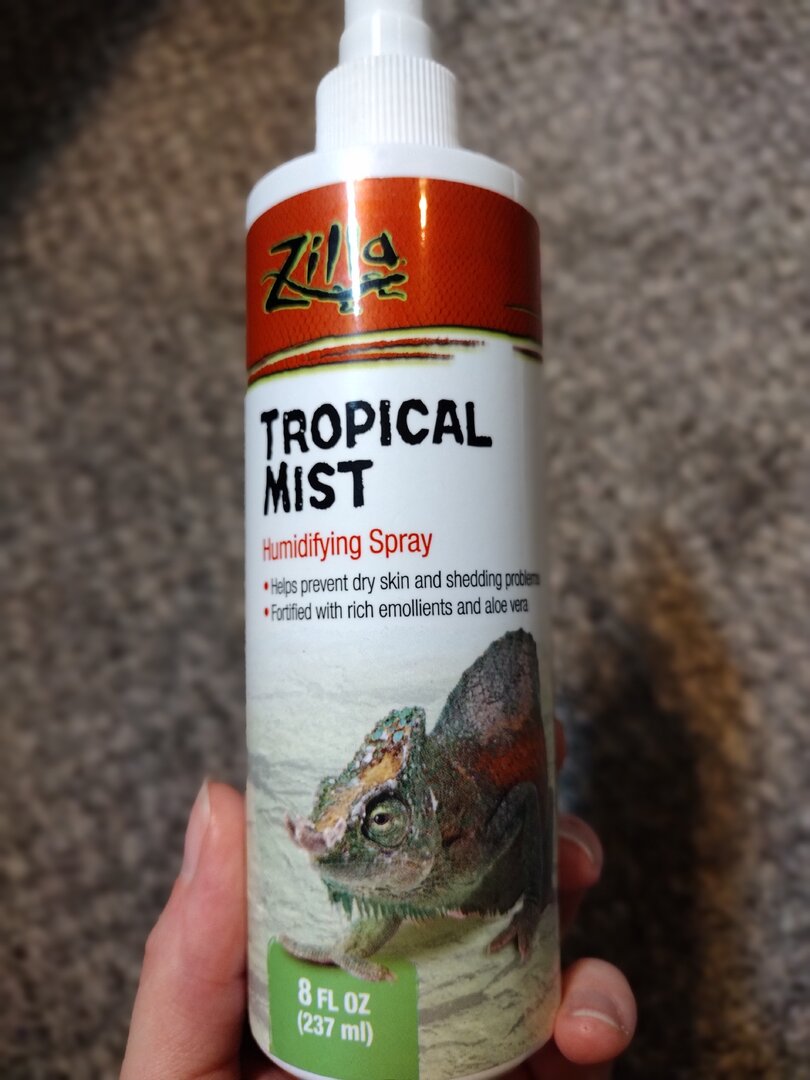 Zilla
TROPICAL
MIST
Humidifying Spray
• Helps prevent dry skin and shedding problems
• Fortified with rich emollients and aloe vera
8 FL OZ
(237 ml)